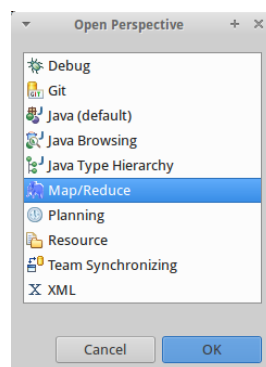 Open Perspective
Debug
Git
Java (default)
Java Browsing
Java Type Hierarchy
Map/Reduce
Planning
Resource
Team Synchronizing
XML
Cancel OK